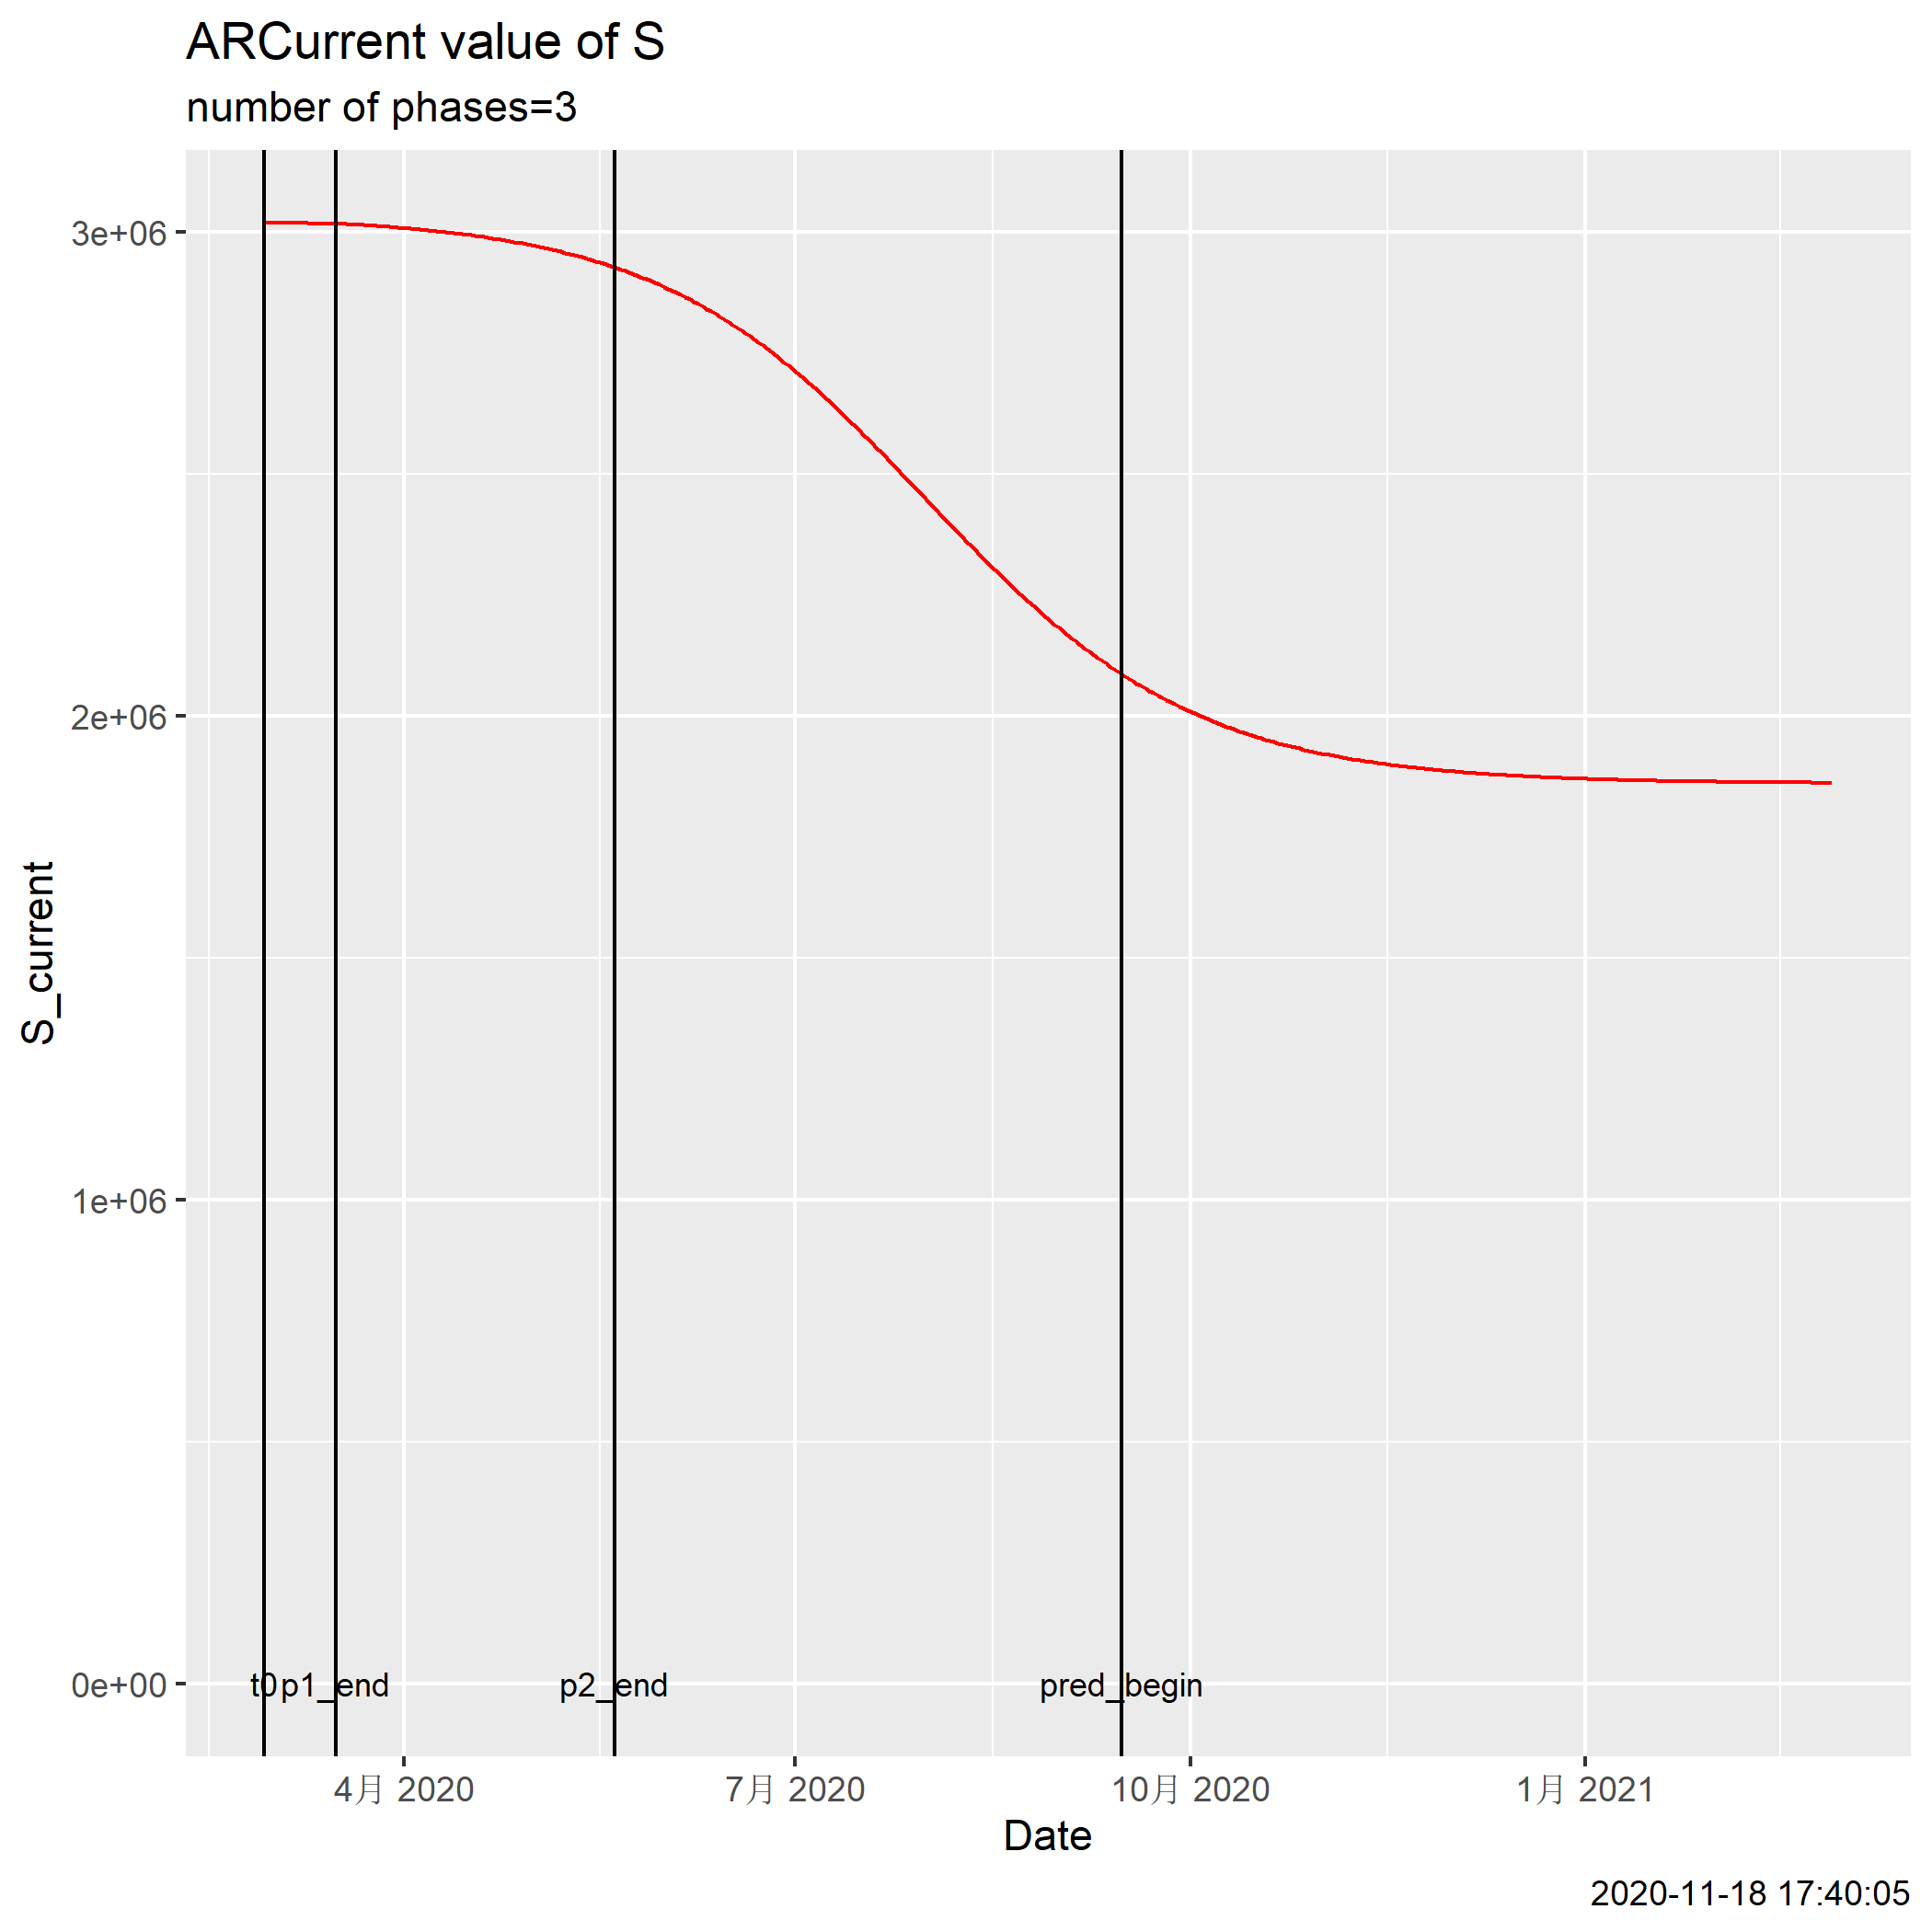 ARCurrent value of S
number of phases=3
3e+06
2e+06
1e+06
0e+00
S_current
t0 p1_end p2_end pred_begin
4月 2020 7月 2020 10月 2020 1月 2021
Date
2020-11-18 17:40:05